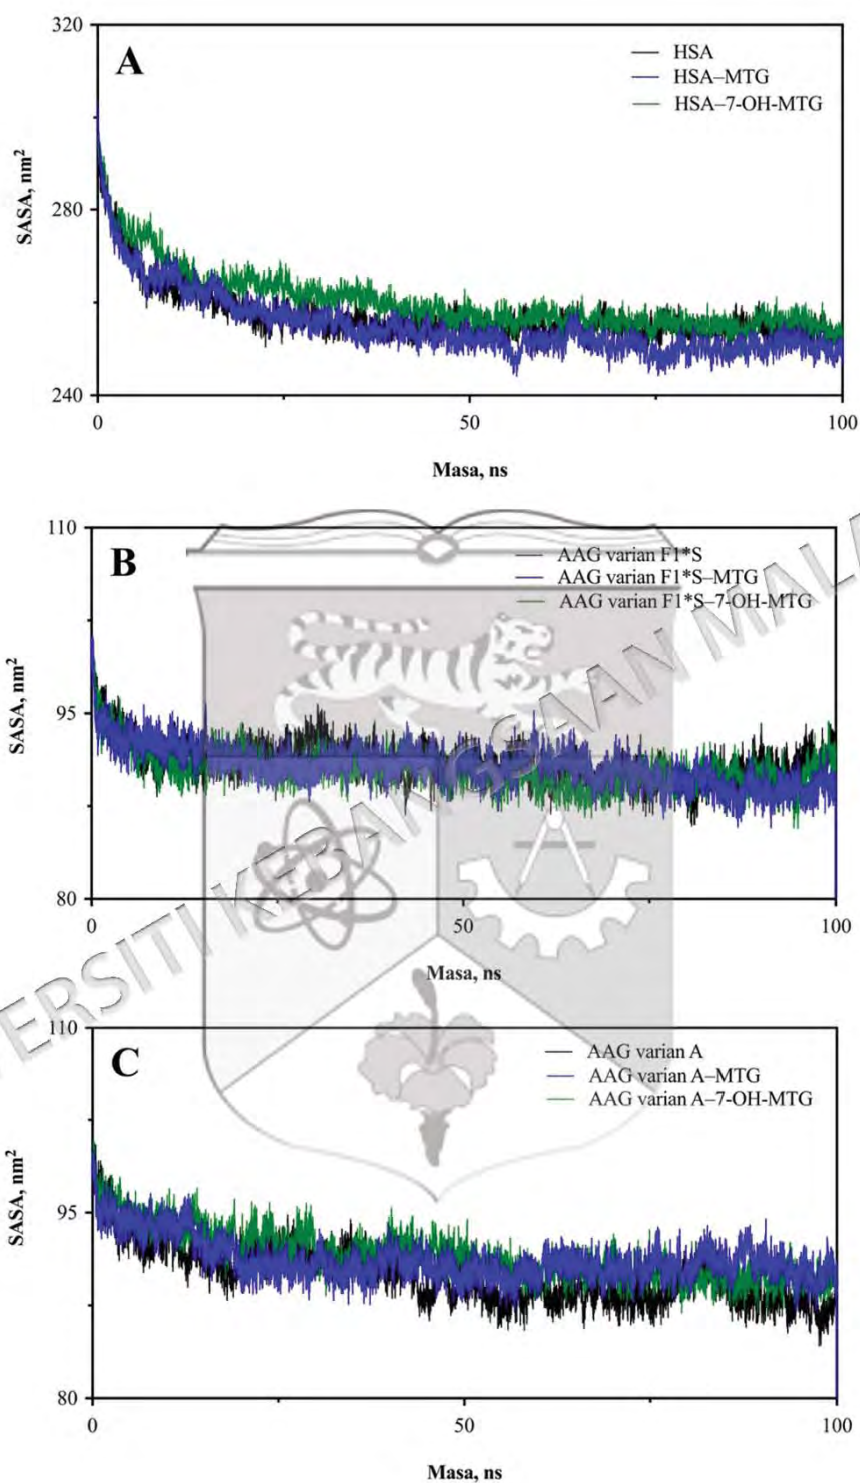 320
A
HSA
HSA–MTG
HSA–7-OH-MTG
SASA, nm²
280
240
0
50
100
Masa, ns
110
B
AAG varian F1*S
AAG varian F1*S–MTG
AAG varian F1*S–7-OH-MTG
SASA, nm²
95
80
0
50
100
Masa, ns
ERSITI KEBANGSAAN MALA
110
C
AAG varian A
AAG varian A–MTG
AAG varian A–7-OH-MTG
SASA, nm²
95
80
0
50
100
Masa, ns